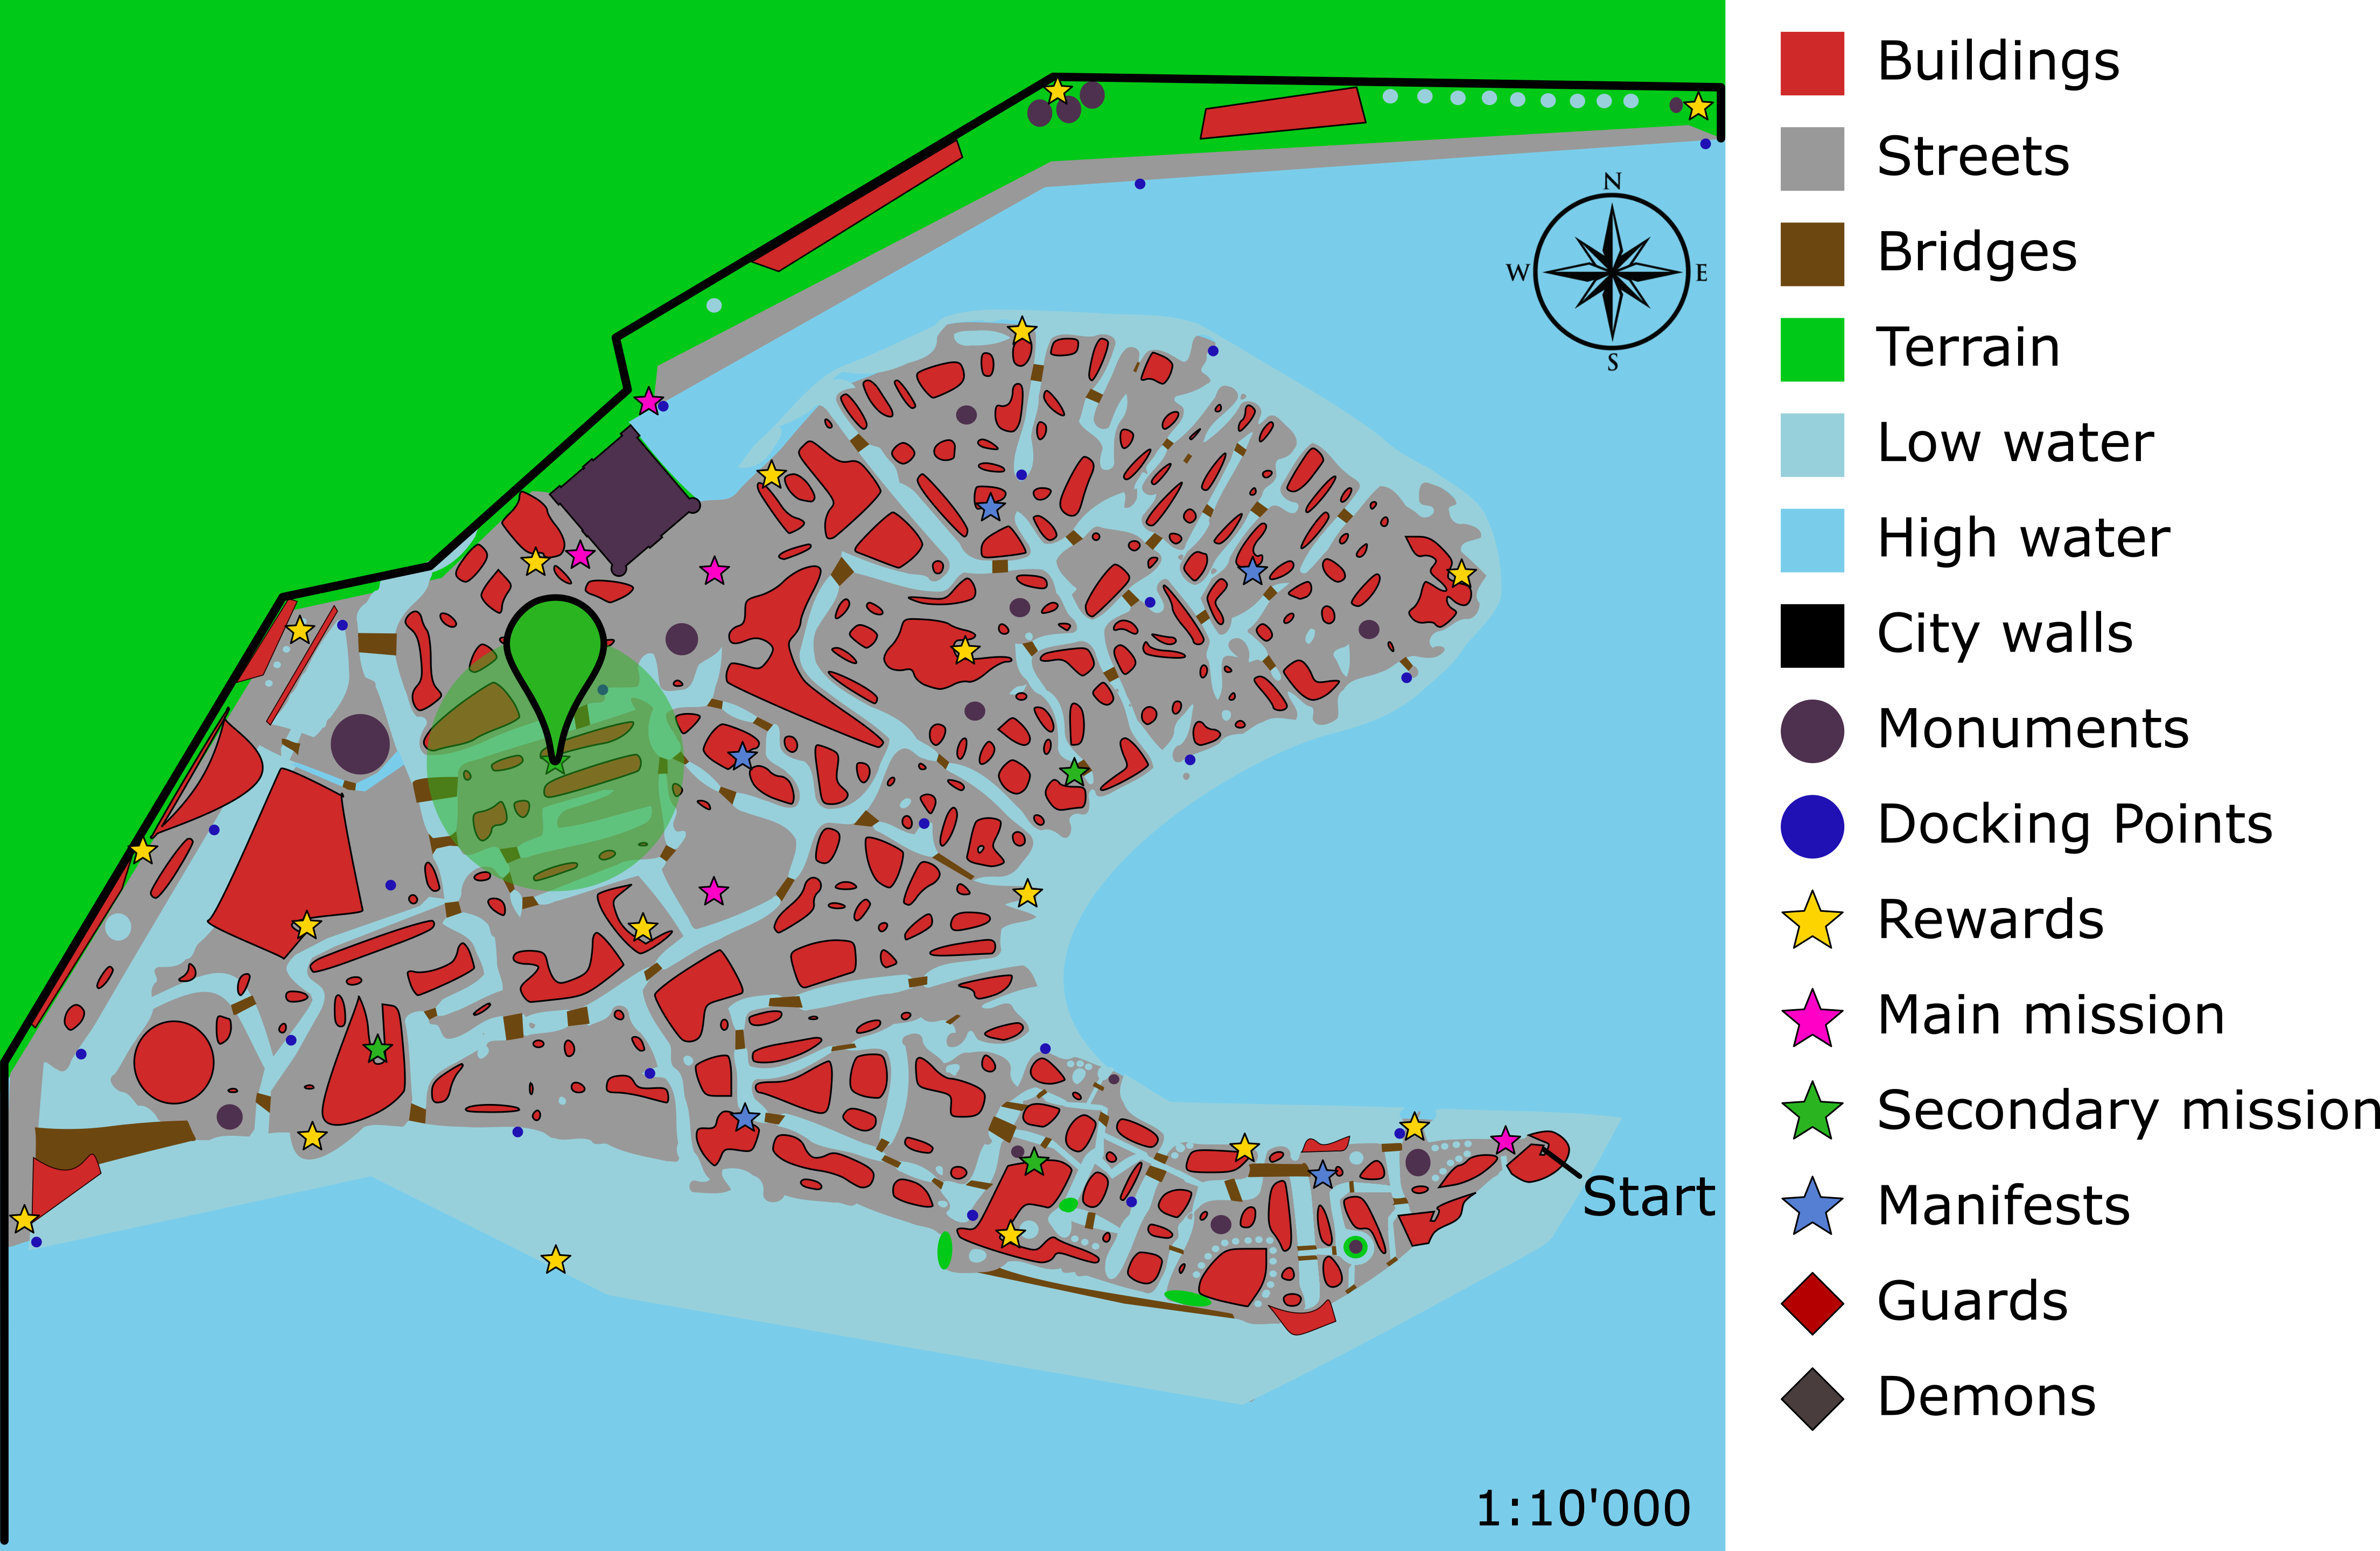 Buildings
Streets
Bridges
Terrain
Low water
High water
City walls
Monuments
Docking Points
Rewards
Main mission
Secondary mission
Manifests
Guards
Demons
N
W E
S
Start
1:10'000